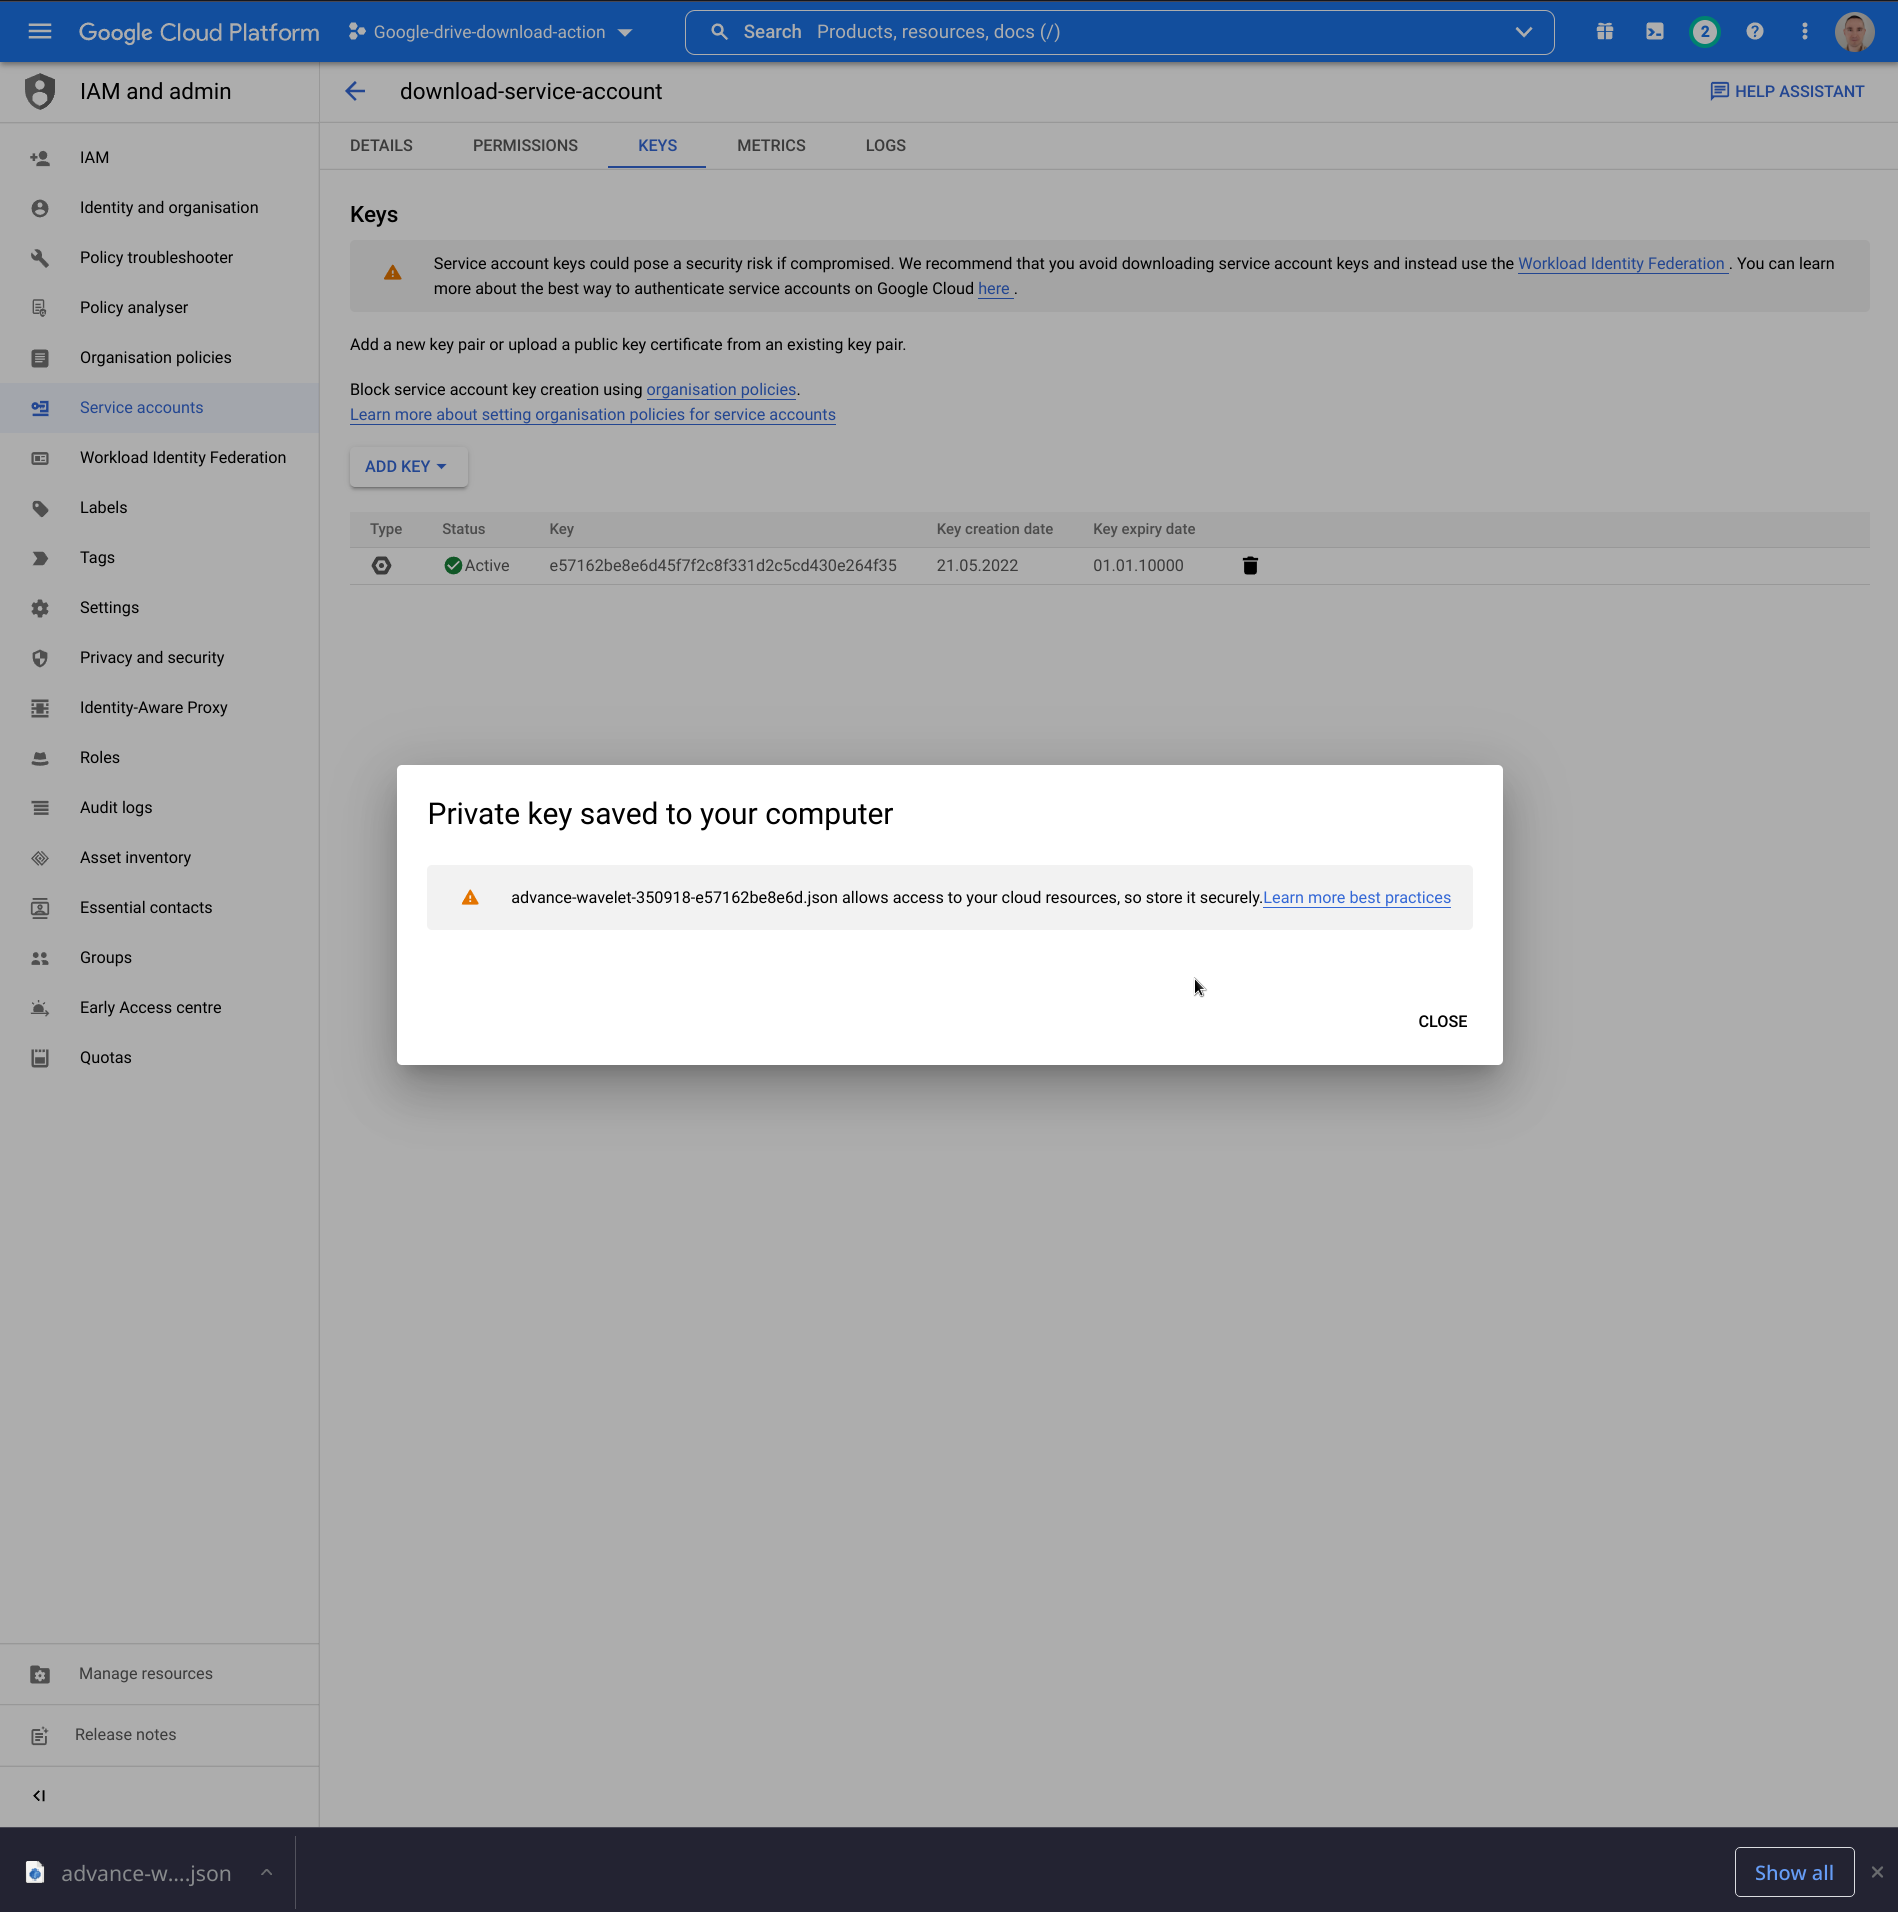 Google Cloud Platform
Google-drive-download-action
Search Products, resources, docs (/)
2
IAM and admin
download-service-account
HELP ASSISTANT
IAM
Identity and organisation
Policy troubleshooter
Policy analyser
Organisation policies
Service accounts
Workload Identity Federation
Labels
Tags
Settings
Privacy and security
Identity-Aware Proxy
Roles
Audit logs
Asset inventory
Essential contacts
Groups
Early Access centre
Quotas
Manage resources
Release notes
DETAILS PERMISSIONS KEYS METRICS LOGS
Keys
Service account keys could pose a security risk if compromised. We recommend that you avoid downloading service account keys and instead use the Workload Identity Federation . You can learn
more about the best way to authenticate service accounts on Google Cloud here .
Add a new key pair or upload a public key certificate from an existing key pair.
Block service account key creation using organisation policies.
Learn more about setting organisation policies for service accounts
ADD KEY
Type Status Key Key creation date Key expiry date
Active e57162be8e6d45f7f2c8f331d2c5cd430e264f35 21.05.2022 01.01.10000
Private key saved to your computer
advance-wavelet-350918-e57162be8e6d.json allows access to your cloud resources, so store it securely.Learn more best practices
CLOSE
advance-w....json
Show all